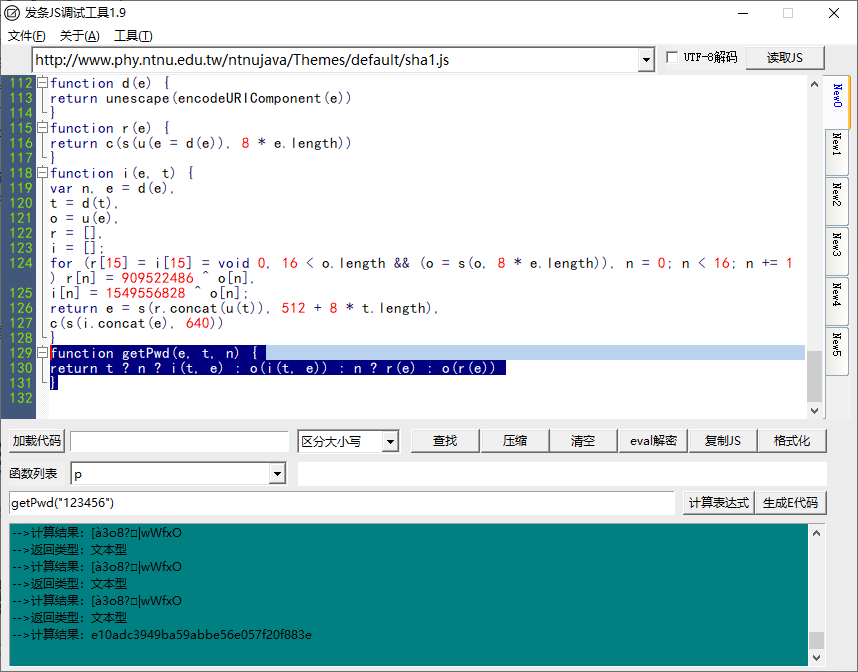 发条JS调试工具1.9
文件(F) 关于(A) 工具(T)
http://www.phy.ntnu.edu.tw/ntnujava/Themes/default/sha1.js UTF-8解码 读取JS
112 function d(e) {
113 return unescape(encodeURIComponent(e))
114 }
115 function r(e) {
116 return c(s(u(e = d(e)), 8 * e.length))
117 }
118 function i(e, t) {
119 var n, e = d(e),
120 t = d(t),
121 o = u(e),
122 r = [],
123 i = [];
124 for (r[15] = i[15] = void 0, 16 < o.length && (o = s(o, 8 * e.length)), n = 0; n < 16; n += 1
) r[n] = 909522486 ^ o[n],
125 i[n] = 1549556828 ^ o[n];
126 return e = s(r.concat(u(t)), 512 + 8 * t.length),
127 c(s(i.concat(e), 640))
128 }
129 function getPwd(e, t, n) {
130 return t ? n ? i(t, e) : o(i(t, e)) : n ? r(e) : o(r(e))
131 }
132
New0
New1
New2
New3
New4
New5
加载代码 区分大小写 查找 压缩 清空 eval解密 复制JS 格式化
函数列表 p
getPwd("123456") 计算表达式 生成E代码
-->计算结果：[à3o8?□|wWfxO
-->返回类型：文本型
-->计算结果：[à3o8?□|wWfxO
-->返回类型：文本型
-->计算结果：[à3o8?□|wWfxO
-->返回类型：文本型
-->计算结果：e10adc3949ba59abbe56e057f20f883e